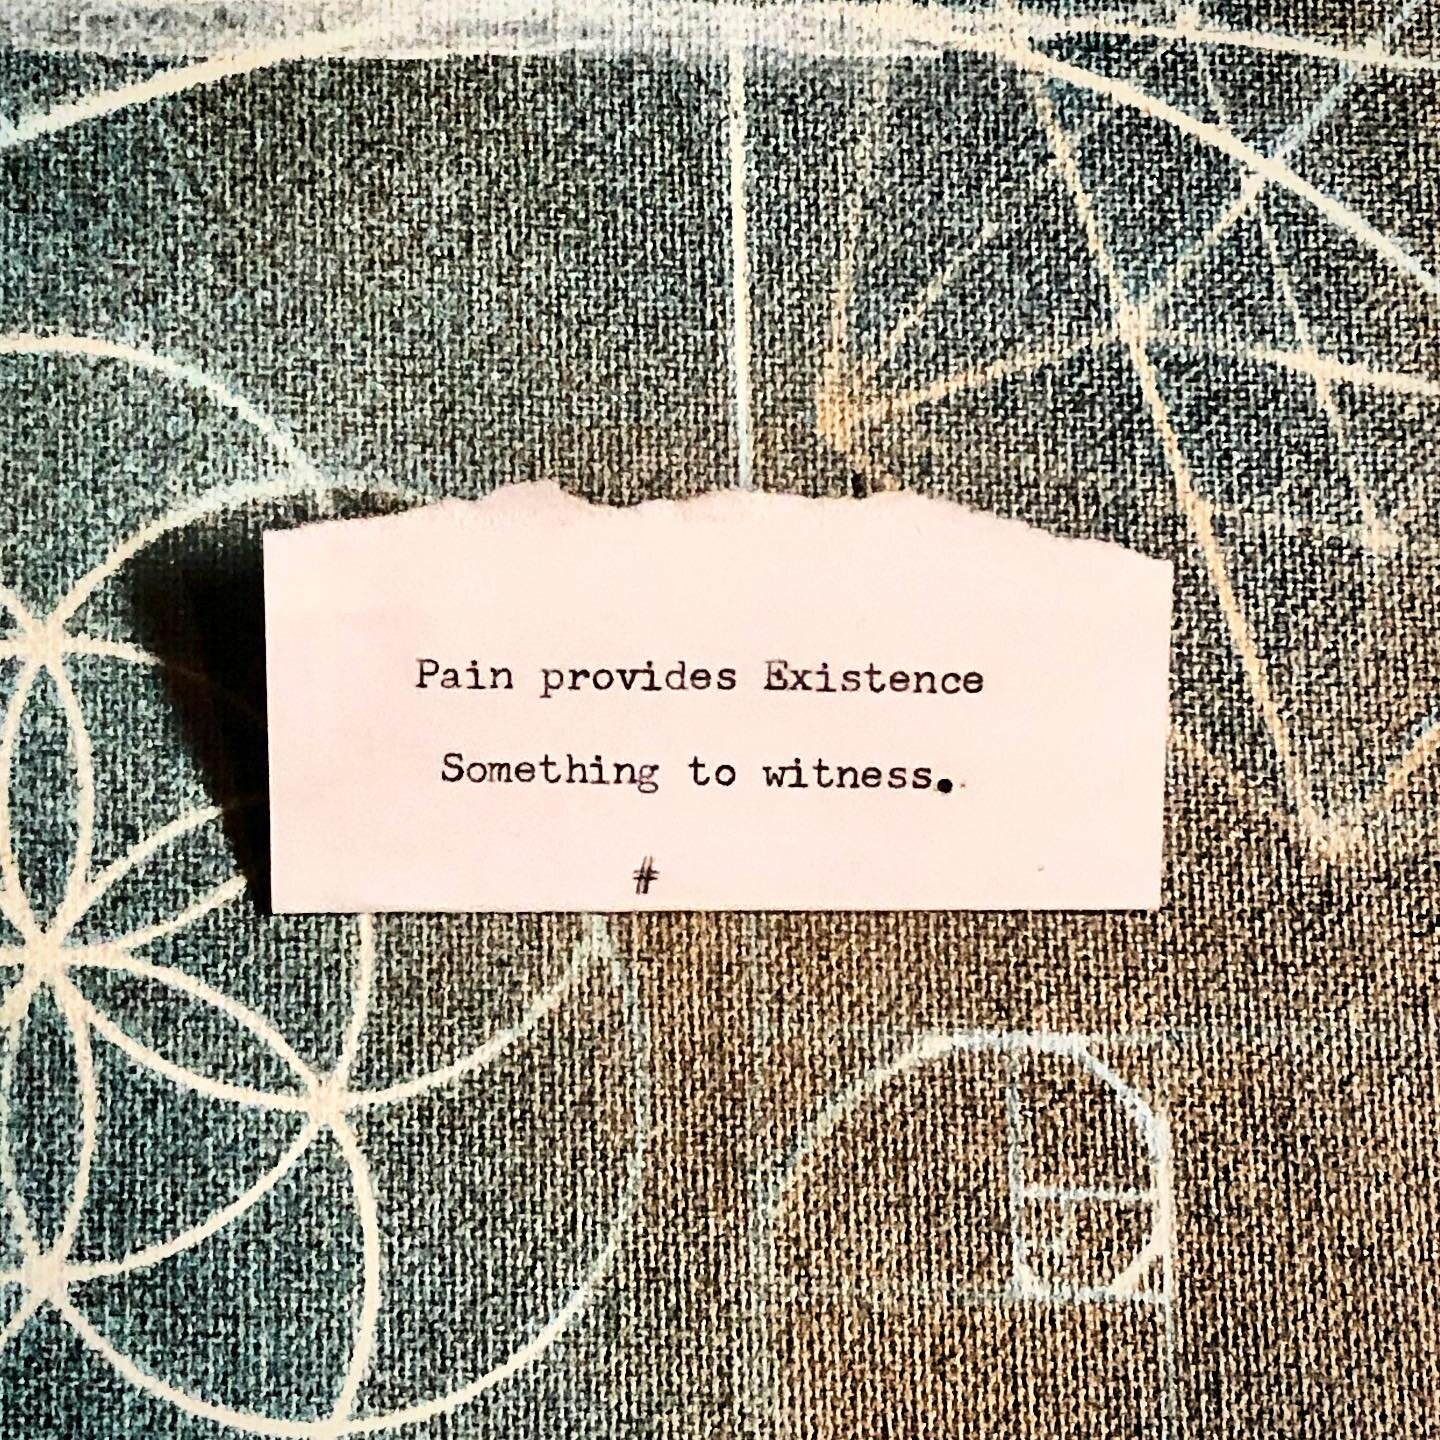 Pain provides Existence
Something to witness.
#